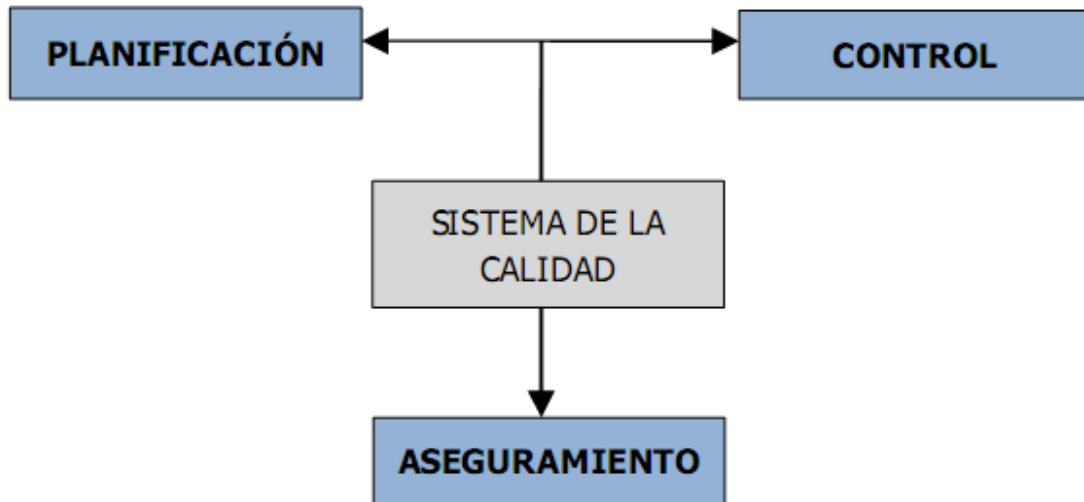 PLANIFICACIÓN
CONTROL
SISTEMA DE LA
CALIDAD
ASEGURAMIENTO